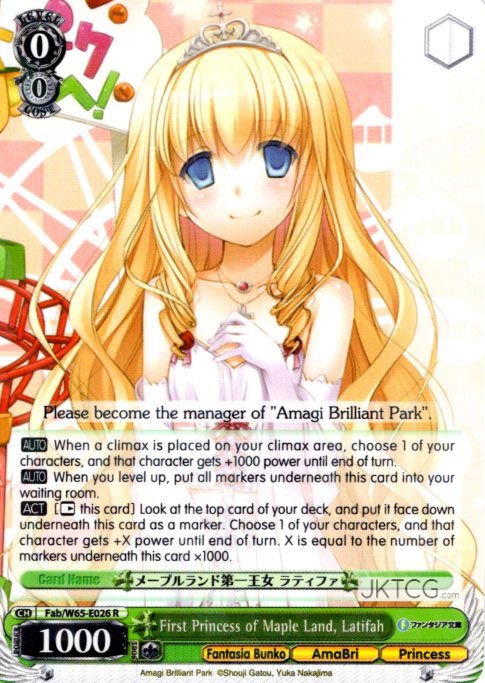 LEVEL
0
0
COST
ク
へ!
Please become the manager of "Amagi Brilliant Park".
AUTO When a climax is placed on your climax area, choose 1 of your
characters, and that character gets +1000 power until end of turn.
AUTO When you level up, put all markers underneath this card into your
waiting room.
ACT [ this card] Look at the top card of your deck, and put it face down
underneath this card as a marker. Choose 1 of your characters, and that
character gets +X power until end of turn. X is equal to the number of
markers underneath this card ×1000.
Card Name メープルランド第一王女 ラティファ
JKTCG.com
CH Fab/W65-E026 R
First Princess of Maple Land, Latifah
ファンタジア文庫
POWER 1000 SOUL
Fantasia Bunko AmaBri Princess
Amagi Brilliant Park ©Shouji Gatou, Yuka Nakajima